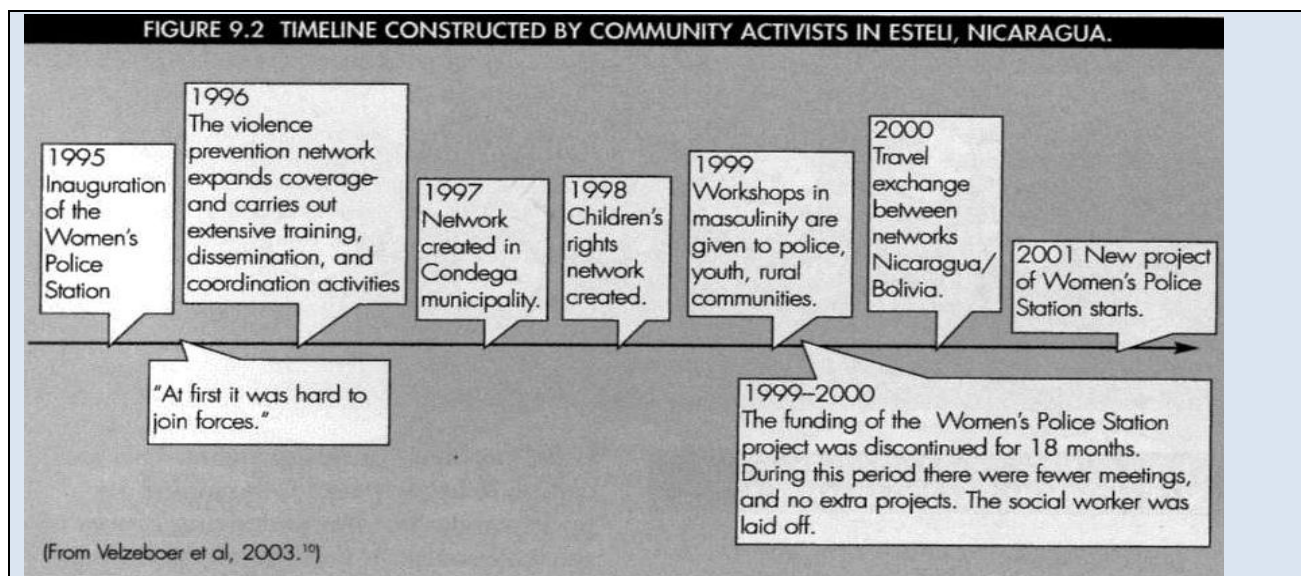 FIGURE 9.2 TIMELINE CONSTRUCTED BY COMMUNITY ACTIVISTS IN ESTELI, NICARAGUA.
1995
Inauguration
of the
Women's
Police
Station
1996
The violence
prevention network
expands coverage-
and carries out
extensive training,
dissemination, and
coordination activities
1997
Network
created in
Condega
municipality.
1998
Children's
rights
network
created.
1999
Workshops in
masculinity are
given to police,
youth, rural
communities.
2000
Travel
exchange
between
networks
Nicaragua/
Bolivia.
2001 New project
of Women's Police
Station starts.
"At first it was hard to
join forces."
1999–2000
The funding of the Women's Police Station
project was discontinued for 18 months.
During this period there were fewer meetings,
and no extra projects. The social worker was
laid off.
(From Velzeboer et al, 2003.¹⁰)